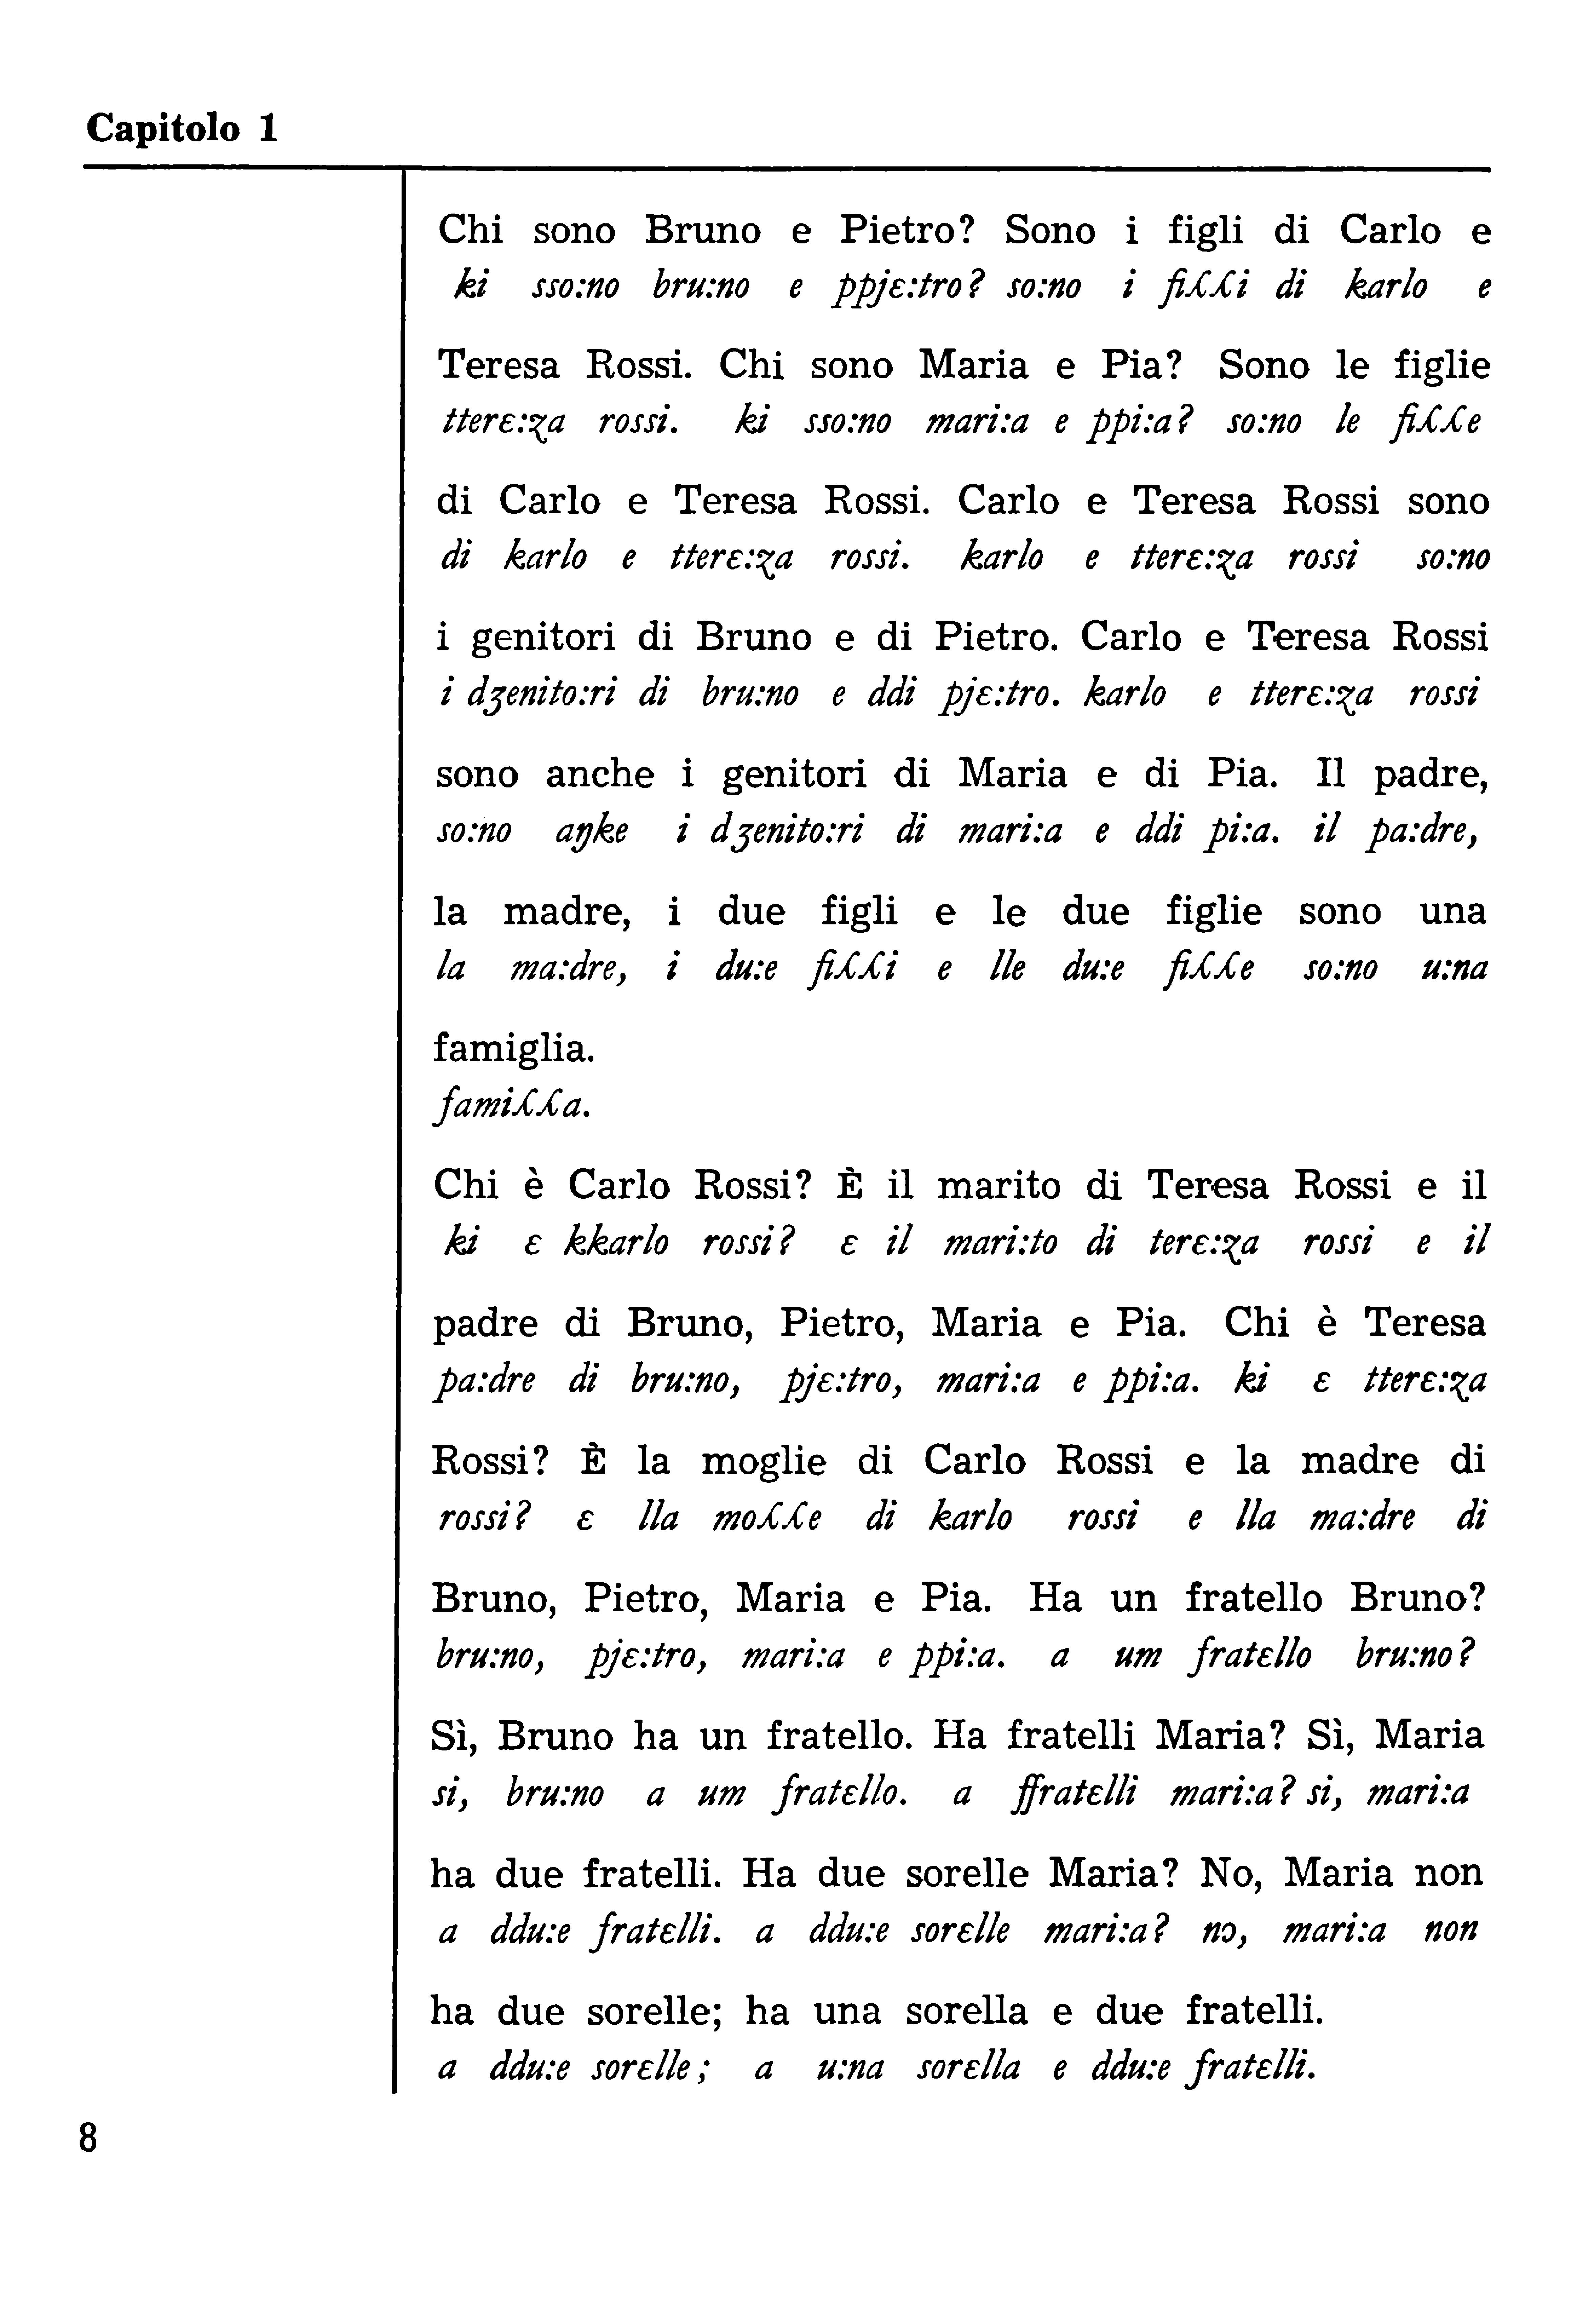 Capitolo 1
Chi sono Bruno e Pietro? Sono i figli di Carlo e
ki sso:no bru:no e ppjɛ:tro? so:no i fiʎʎi di karlo e
Teresa Rossi. Chi sono Maria e Pia? Sono le figlie
tterɛ:ʐa rossi. ki sso:no mari:a e ppi:a? so:no le fiʎʎe
di Carlo e Teresa Rossi. Carlo e Teresa Rossi sono
di karlo e tterɛ:ʐa rossi. karlo e tterɛ:ʐa rossi so:no
i genitori di Bruno e di Pietro. Carlo e Teresa Rossi
i dʒenito:ri di bru:no e ddi pjɛ:tro. karlo e tterɛ:ʐa rossi
sono anche i genitori di Maria e di Pia. Il padre,
so:no aŋke i dʒenito:ri di mari:a e ddi pi:a. il pa:dre,
la madre, i due figli e le due figlie sono una
la ma:dre, i du:e fiʎʎi e lle du:e fiʎʎe so:no u:na
famiglia.
famiʎʎa.
Chi è Carlo Rossi? È il marito di Teresa Rossi e il
ki ɛ kkarlo rossi? ɛ il mari:to di terɛ:ʐa rossi e il
padre di Bruno, Pietro, Maria e Pia. Chi è Teresa
pa:dre di bru:no, pjɛ:tro, mari:a e ppi:a. ki ɛ tterɛ:ʐa
Rossi? È la moglie di Carlo Rossi e la madre di
rossi? ɛ lla moʎʎe di karlo rossi e lla ma:dre di
Bruno, Pietro, Maria e Pia. Ha un fratello Bruno?
bru:no, pjɛ:tro, mari:a e ppi:a. a um fratɛllo bru:no?
Sì, Bruno ha un fratello. Ha fratelli Maria? Sì, Maria
si, bru:no a um fratɛllo. a ffratɛlli mari:a? si, mari:a
ha due fratelli. Ha due sorelle Maria? No, Maria non
a ddu:e fratɛlli. a ddu:e sorɛlle mari:a? nɔ, mari:a non
ha due sorelle; ha una sorella e due fratelli.
a ddu:e sorɛlle; a u:na sorɛlla e ddu:e fratɛlli.
8